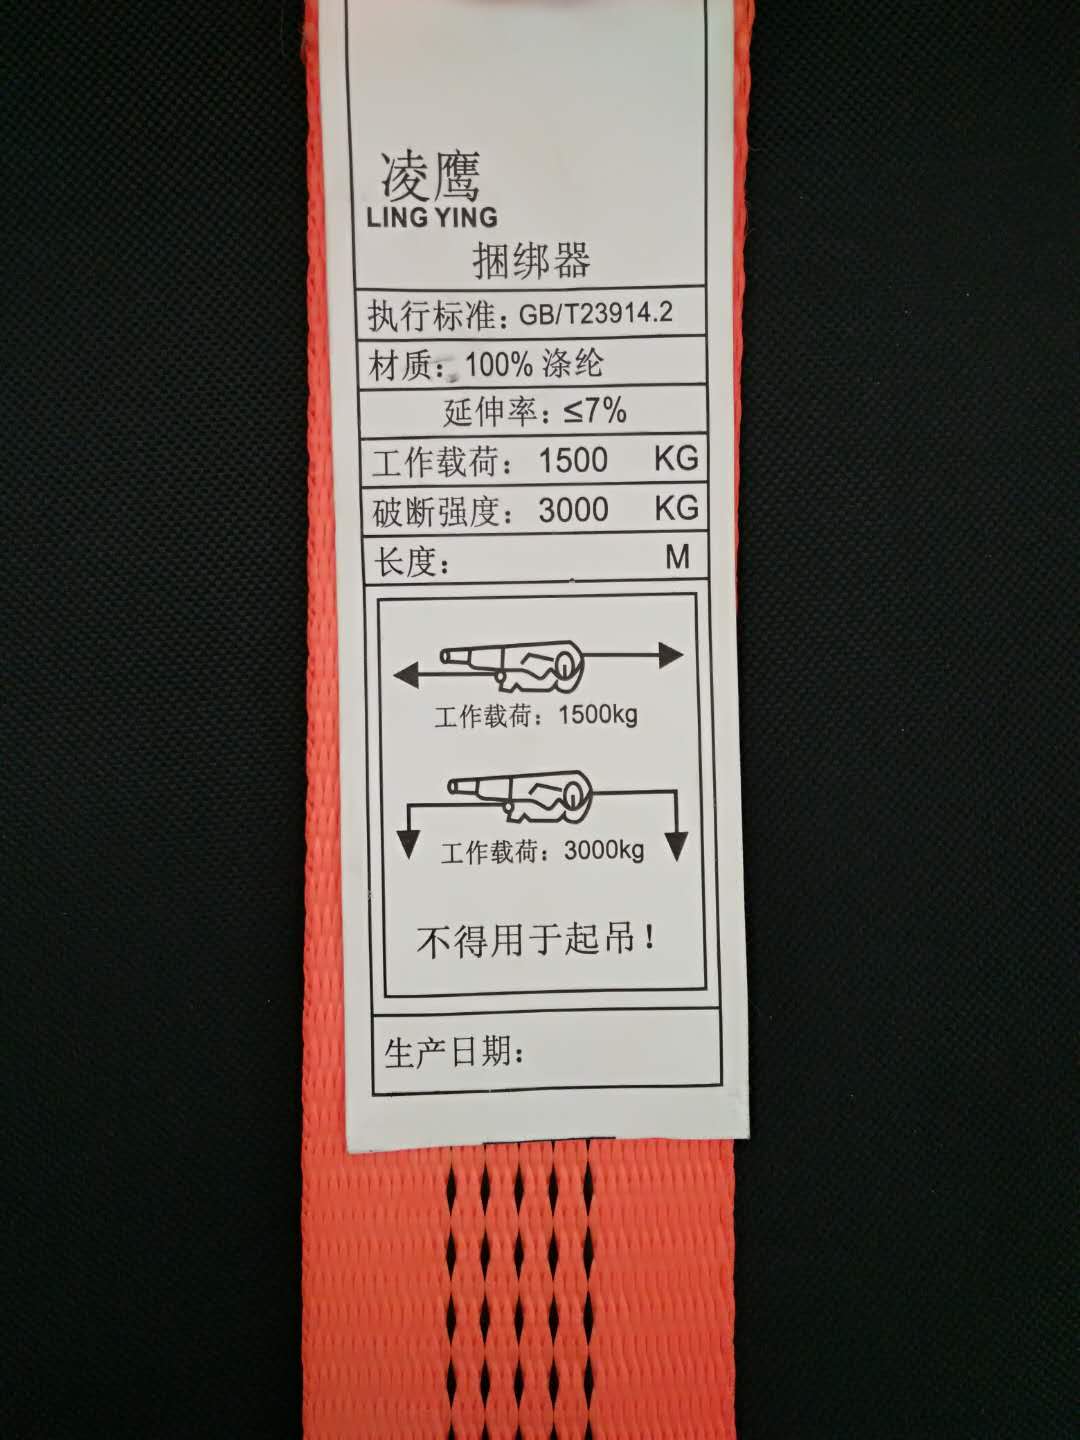 凌鹰
LING YING
捆绑器
执行标准：GB/T23914.2
材质：100% 涤纶
延伸率：≤7%
工作载荷：1500 KG
破断强度：3000 KG
长度： M
工作载荷：1500kg
工作载荷：3000kg
不得用于起吊！
生产日期：